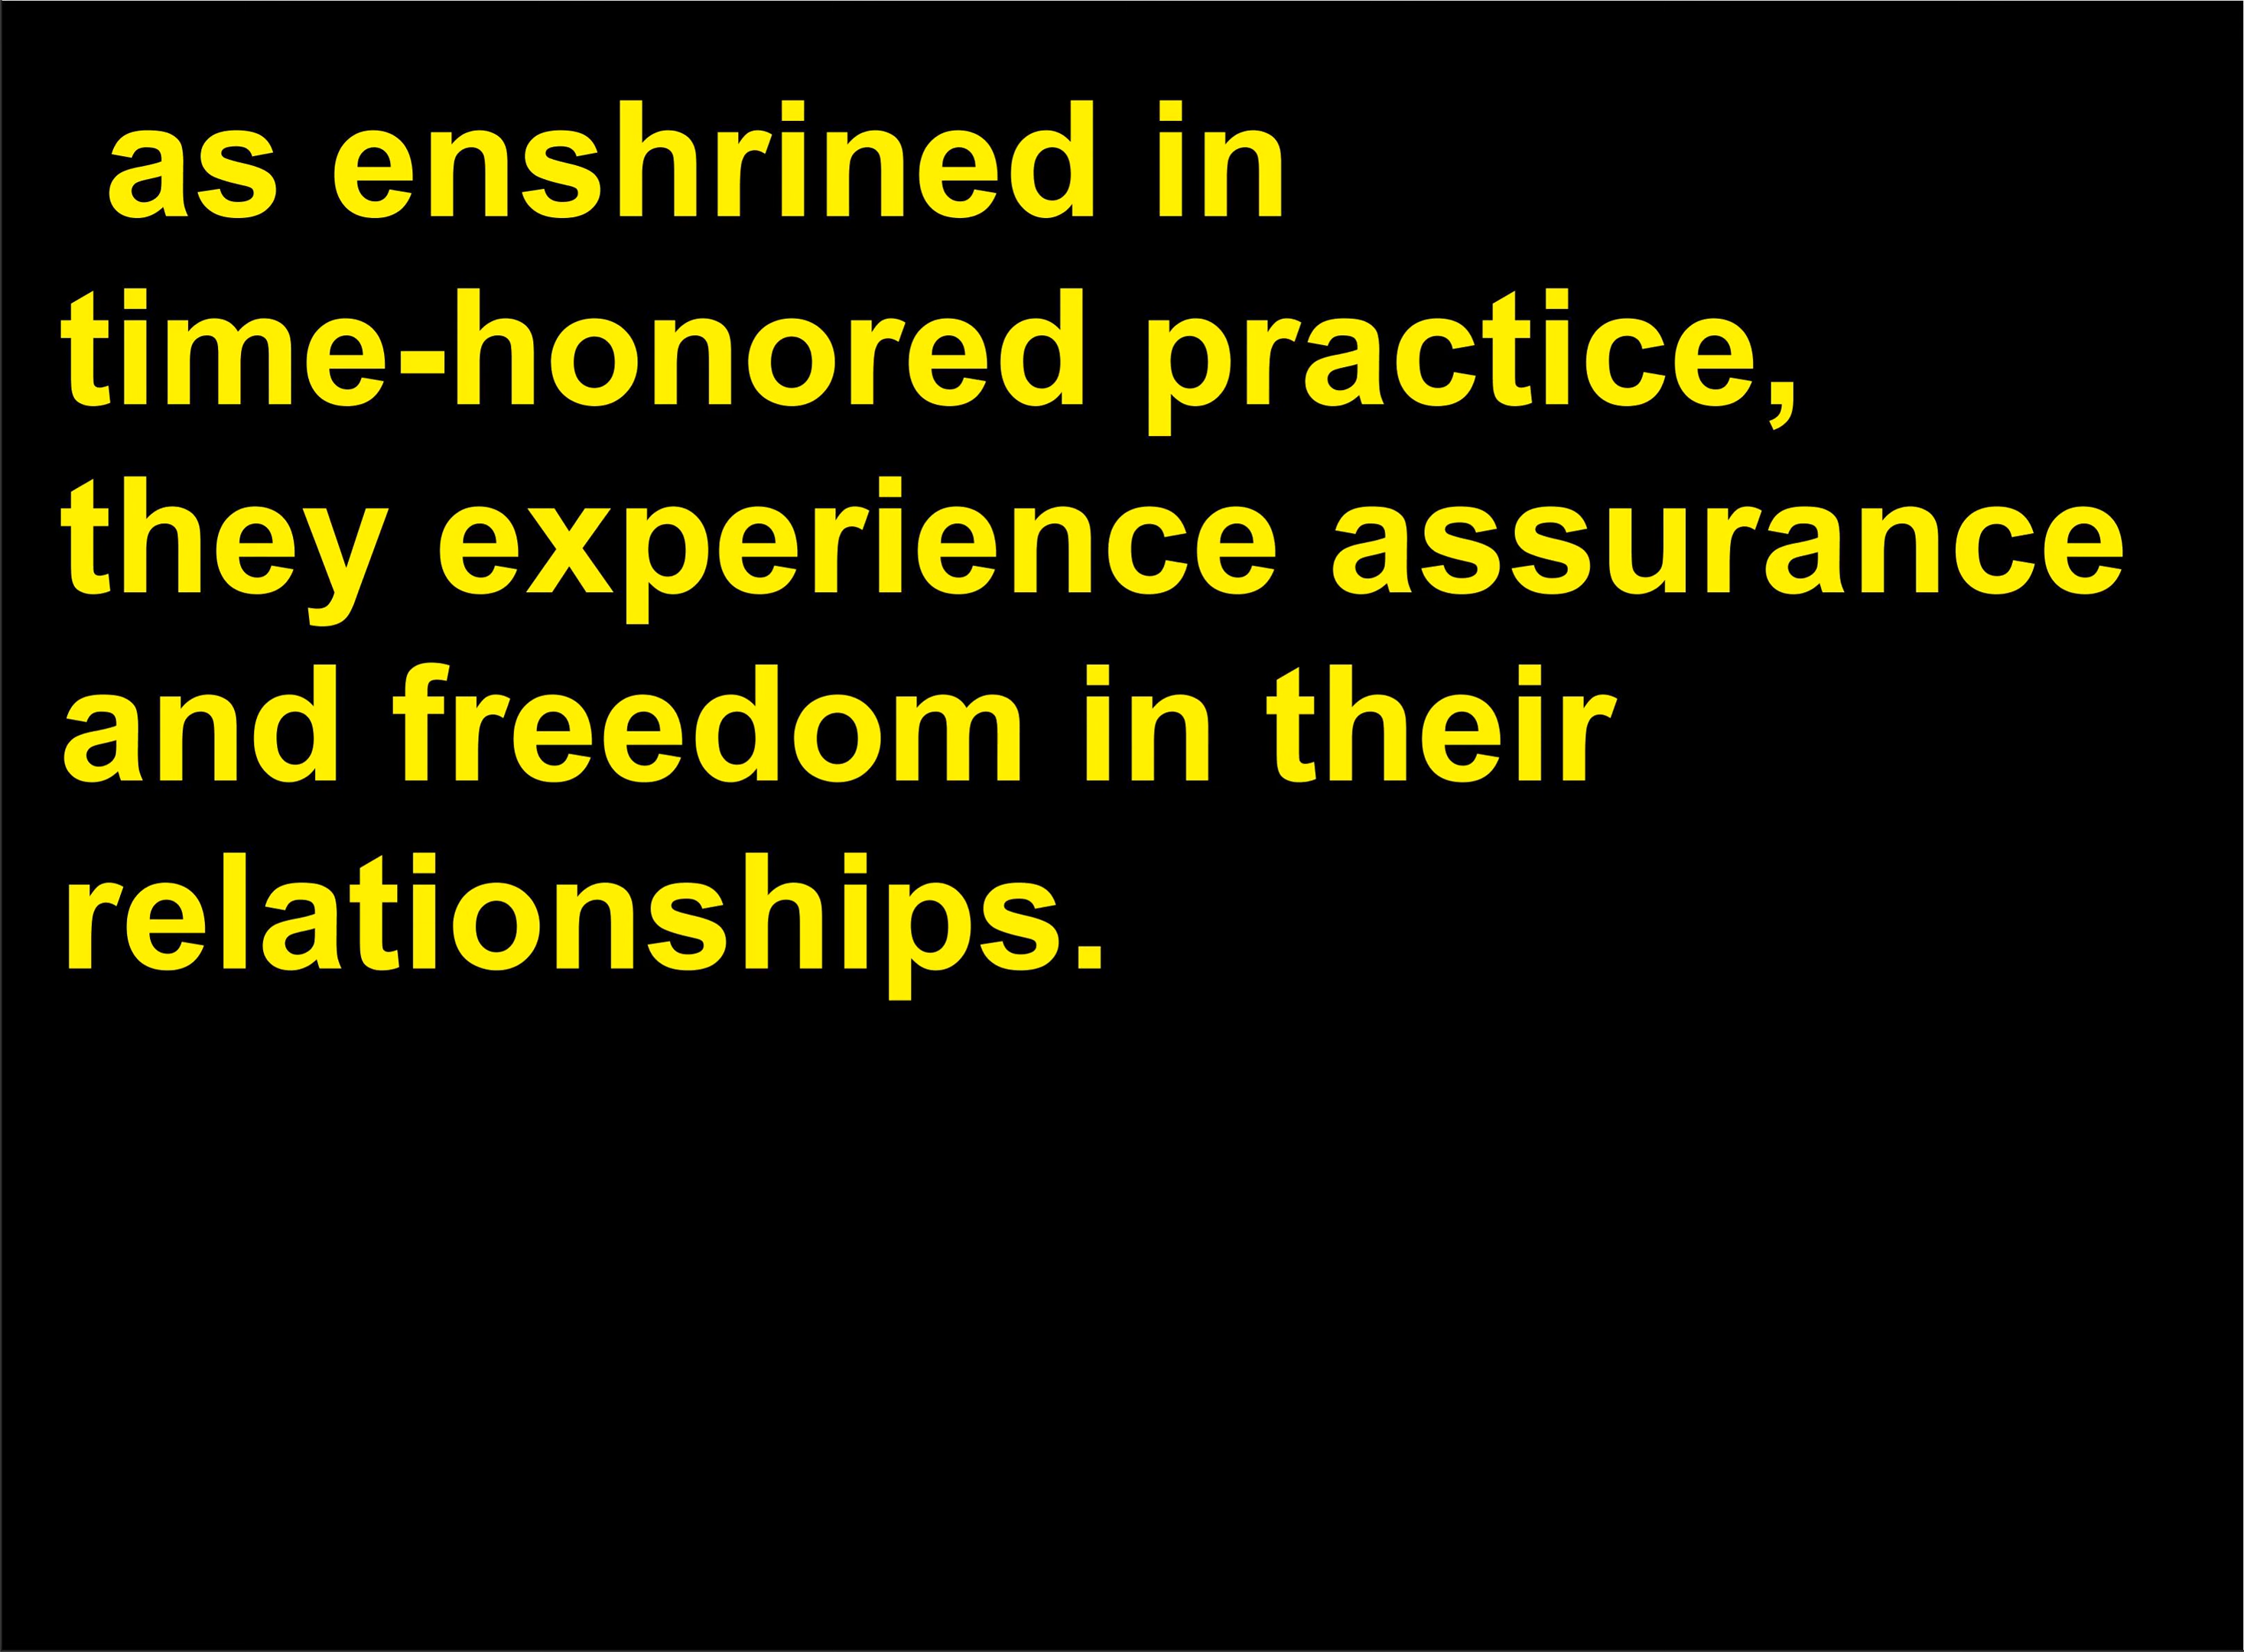 as enshrined in
time-honored practice,
they experience assurance
and freedom in their
relationships.